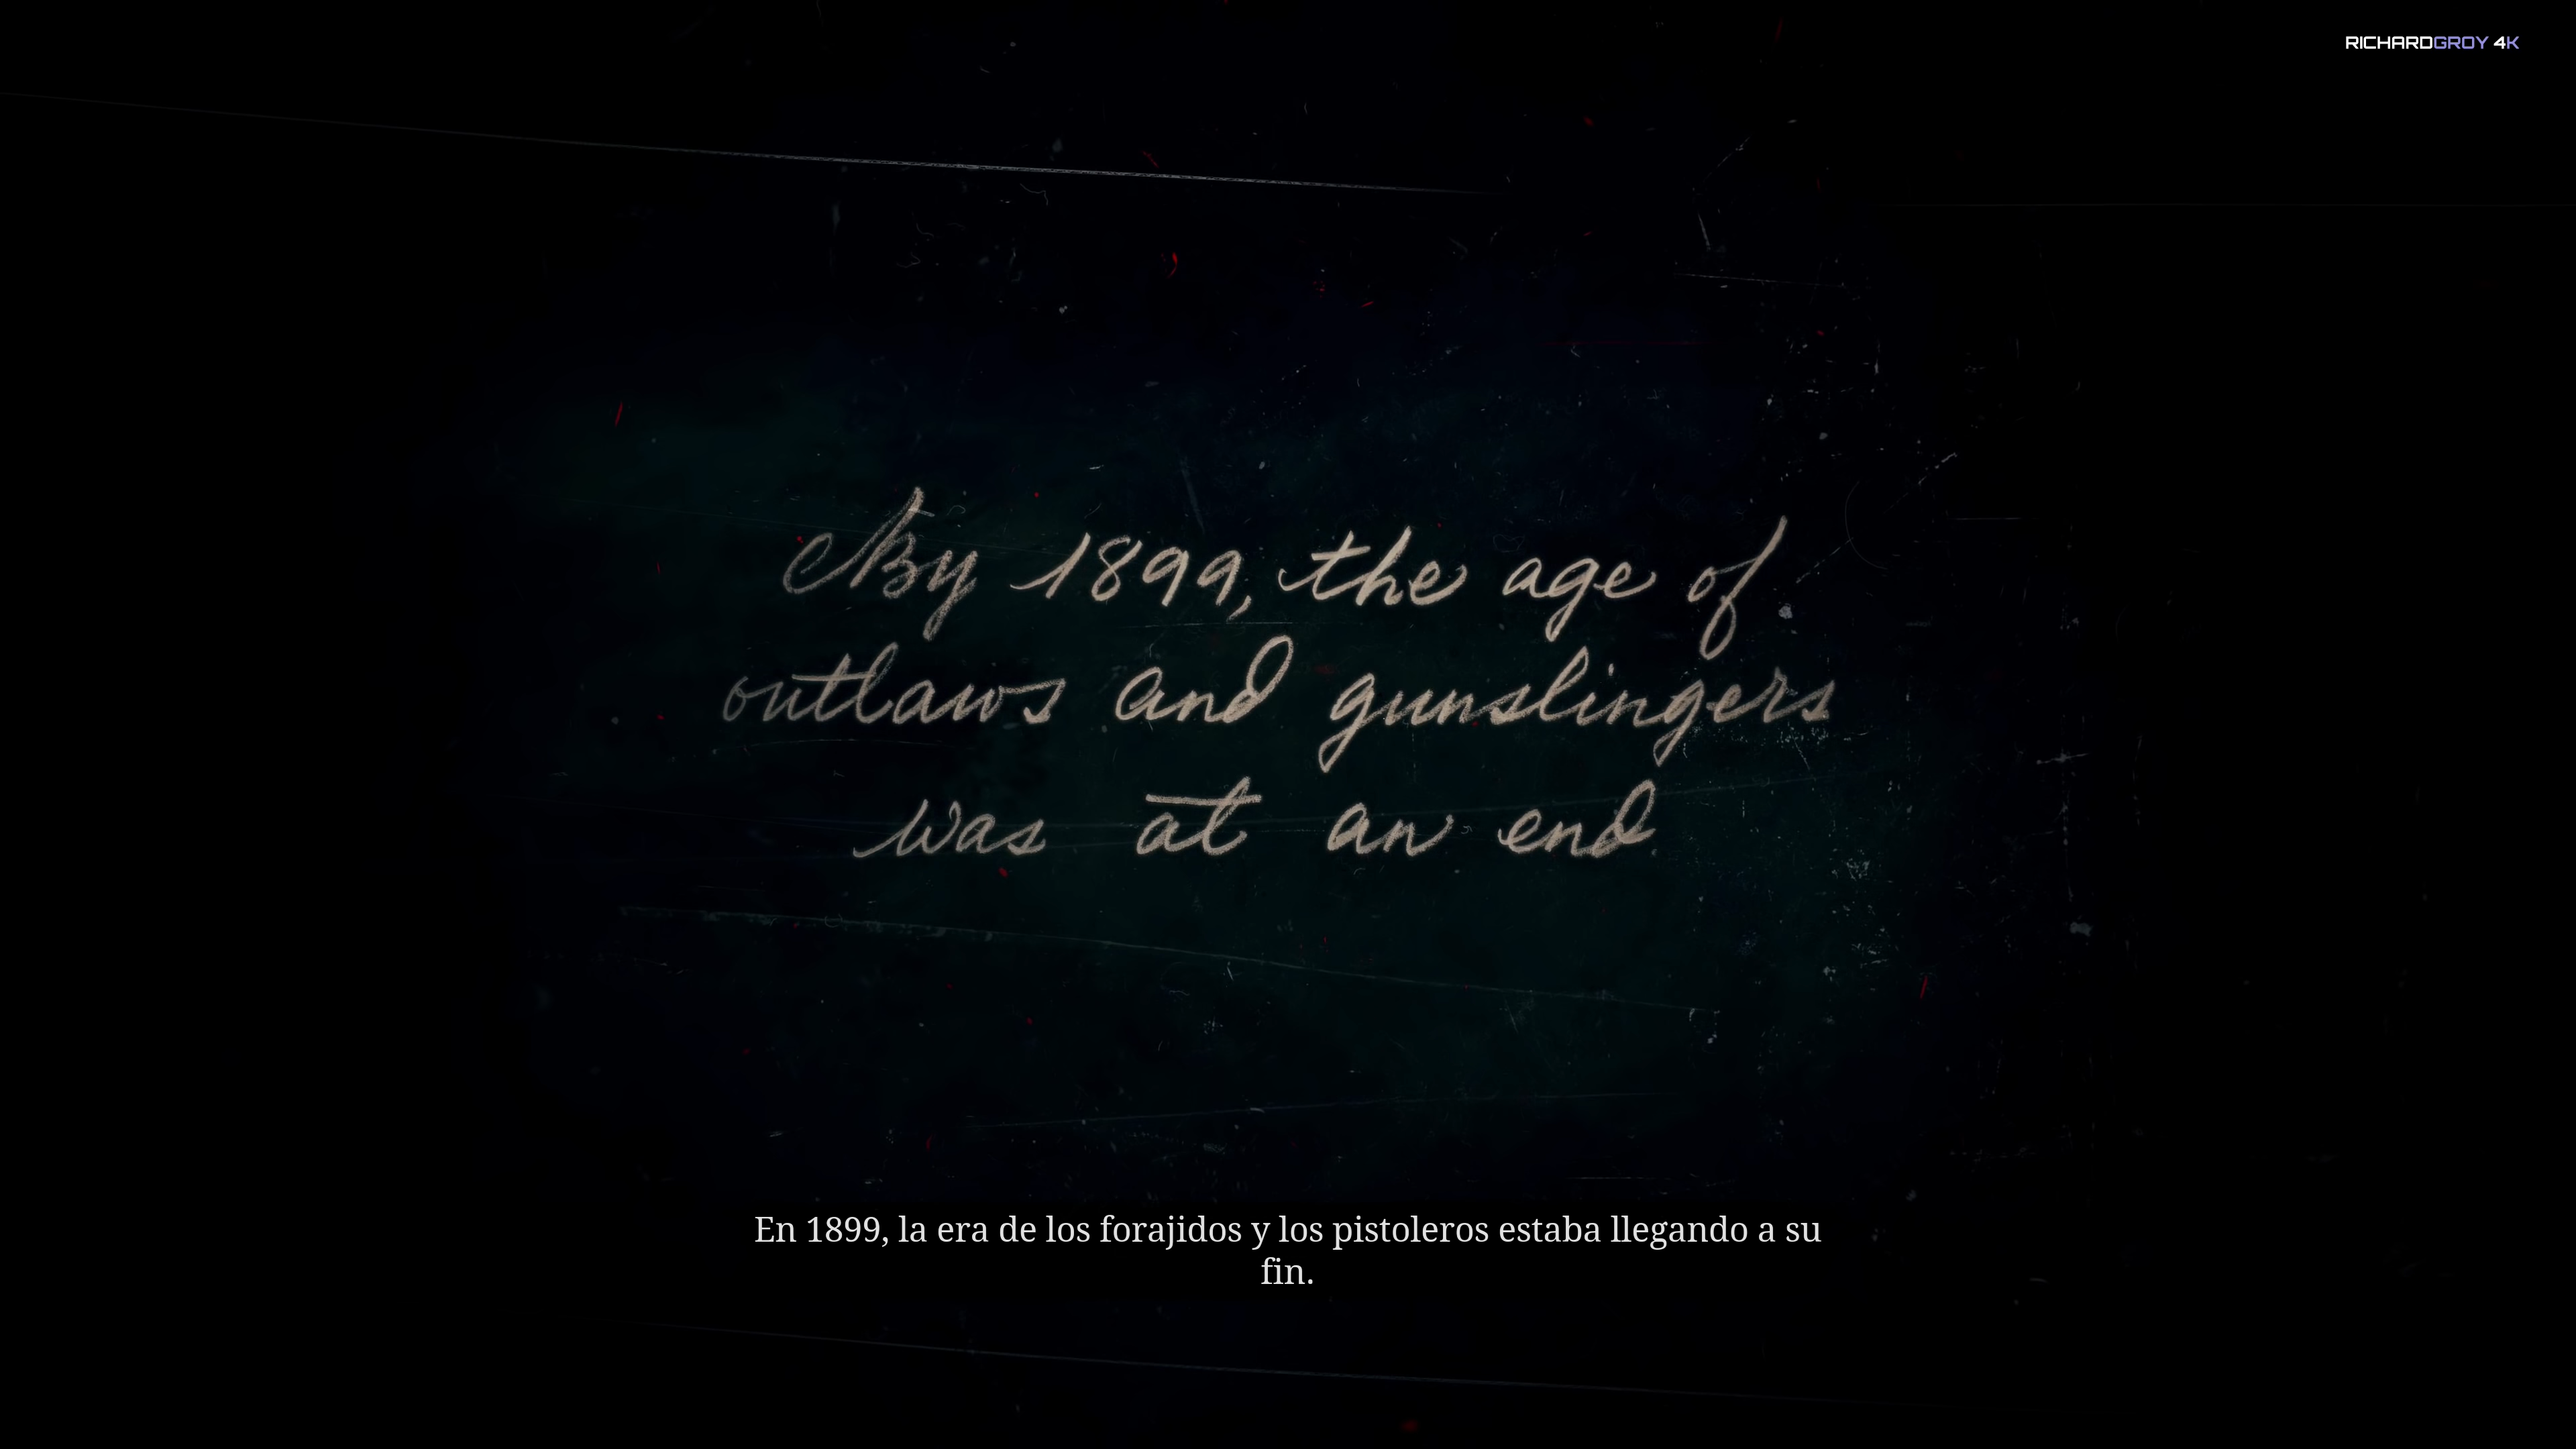 RICHARDGROY 4K
By 1899, the age of
outlaws and gunslingers
was at an end
En 1899, la era de los forajidos y los pistoleros estaba llegando a su
fin.